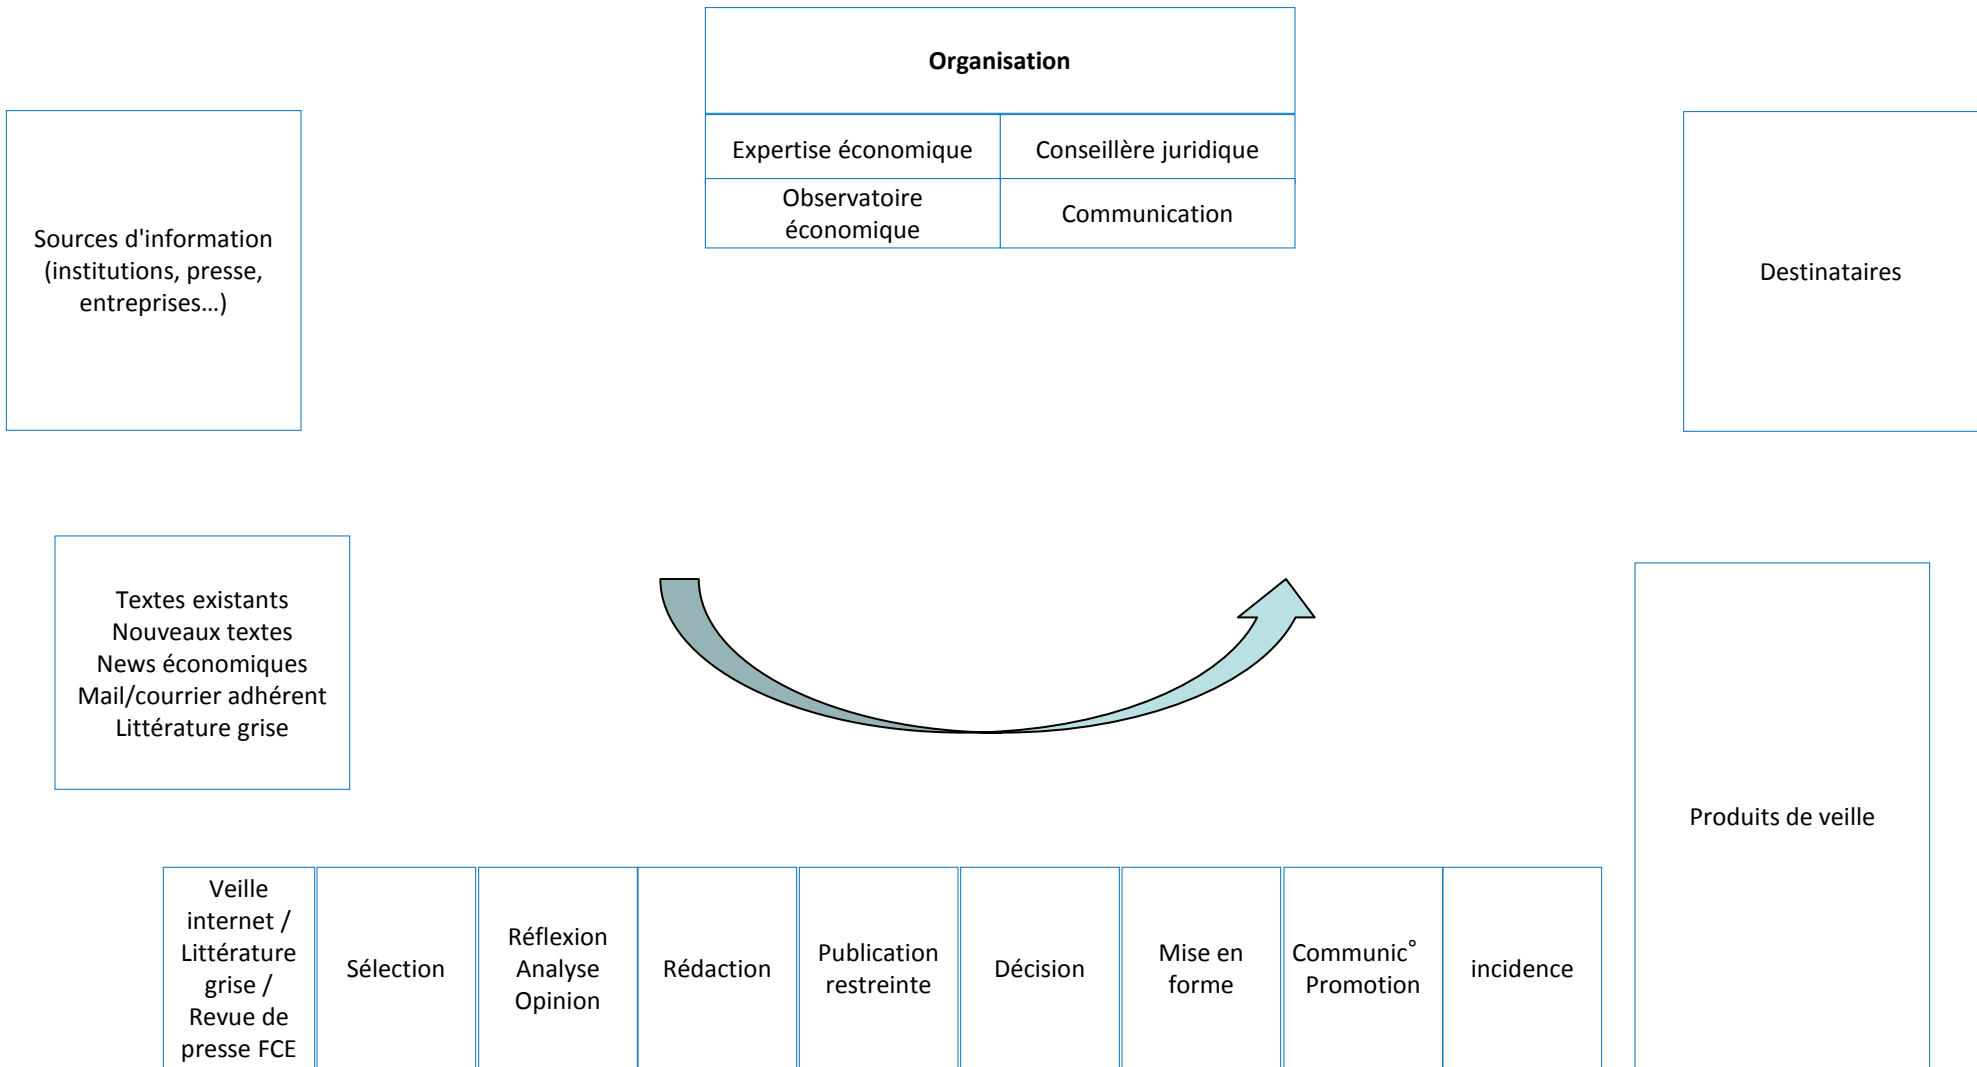 Organisation
Expertise économique
Conseillère juridique
Observatoire
économique
Communication
Sources d'information
(institutions, presse,
entreprises…)
Destinataires
Textes existants
Nouveaux textes
News économiques
Mail/courrier adhérent
Littérature grise
Produits de veille
Veille
internet /
Littérature
grise /
Revue de
presse FCE
Sélection
Réflexion
Analyse
Opinion
Rédaction
Publication
restreinte
Décision
Mise en
forme
Communic°
Promotion
incidence